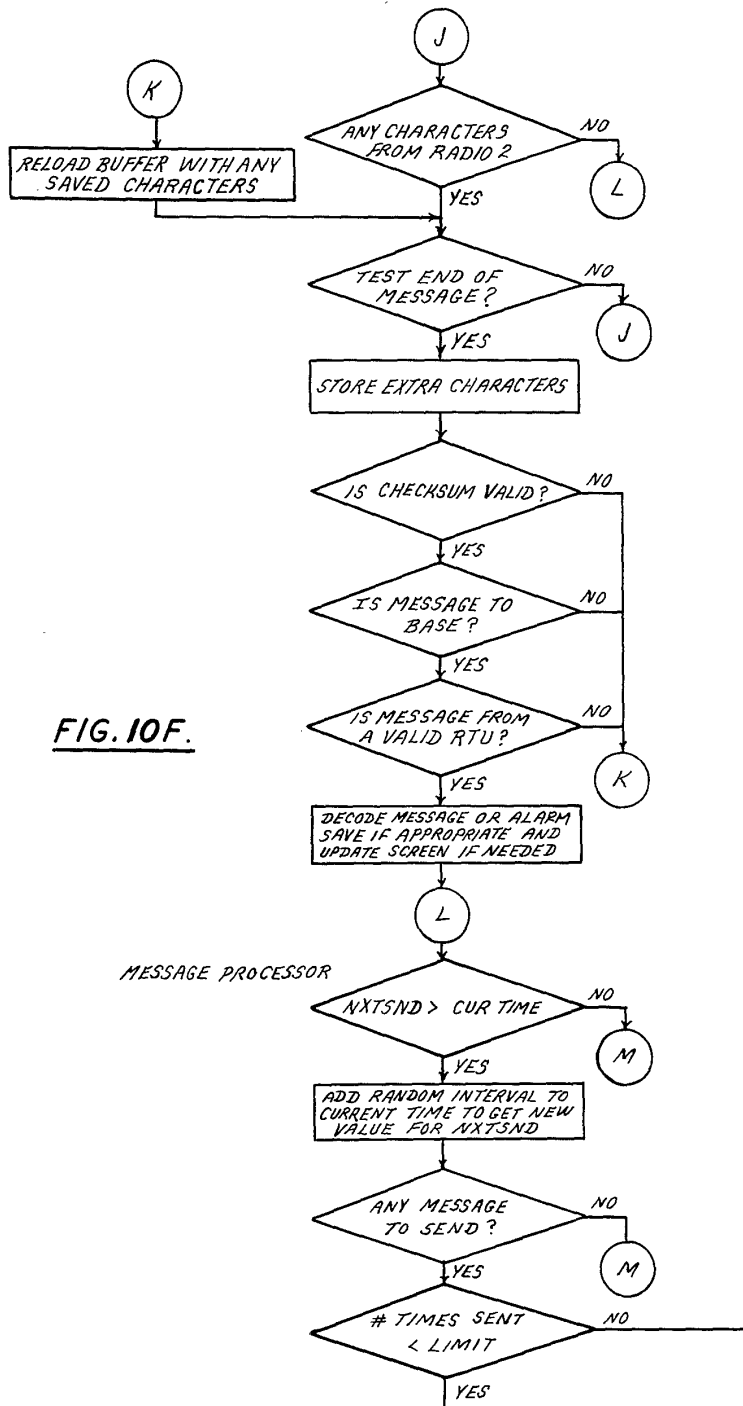 J
K
ANY CHARACTERS
FROM RADIO 2
NO
L
YES
RELOAD BUFFER WITH ANY
SAVED CHARACTERS
TEST END OF
MESSAGE?
NO
J
YES
STORE EXTRA CHARACTERS
IS CHECKSUM VALID?
NO
YES
IS MESSAGE TO
BASE?
NO
YES
IS MESSAGE FROM
A VALID RTU?
NO
K
YES
FIG. 10F.
DECODE MESSAGE OR ALARM
SAVE IF APPROPRIATE AND
UPDATE SCREEN IF NEEDED
L
MESSAGE PROCESSOR
NXTSND > CUR TIME
NO
M
YES
ADD RANDOM INTERVAL TO
CURRENT TIME TO GET NEW
VALUE FOR NXTSND
ANY MESSAGE
TO SEND?
NO
M
YES
# TIMES SENT
< LIMIT
NO
YES